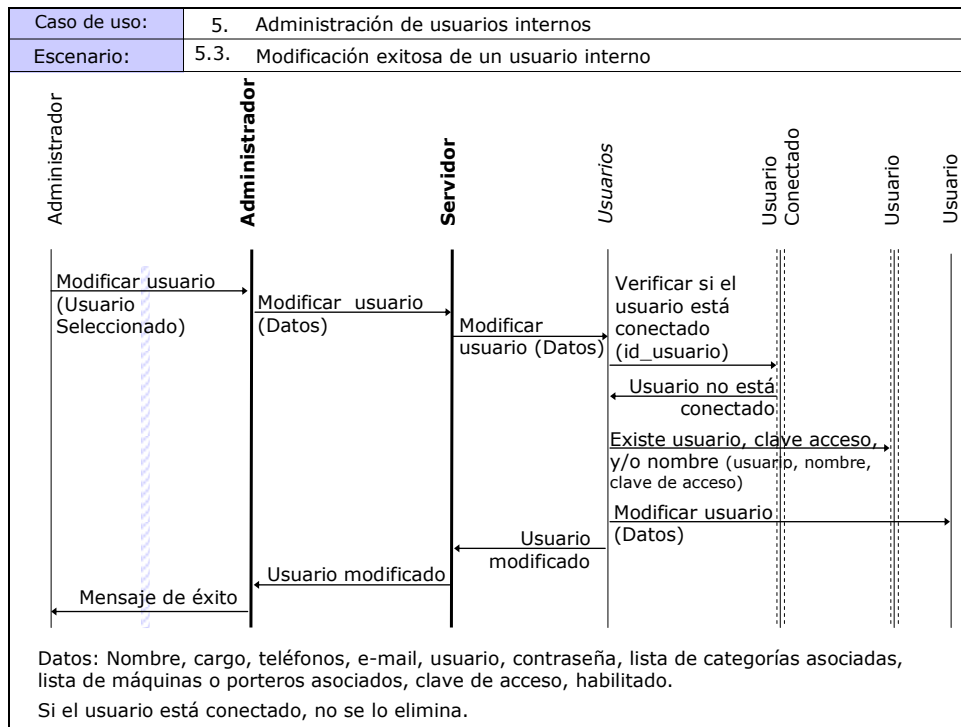 Caso de uso: 5. Administración de usuarios internos
Escenario: 5.3. Modificación exitosa de un usuario interno
Administrador
Administrador
Servidor
Usuarios
Usuario
Conectado
Usuario
Usuario
Modificar usuario
(Usuario
Seleccionado)
Modificar usuario
(Datos)
Modificar
usuario (Datos)
Verificar si el
usuario está
conectado
(id_usuario)
Usuario no está
conectado
Existe usuario, clave acceso,
y/o nombre (usuario, nombre,
clave de acceso)
Modificar usuario
(Datos)
Usuario
modificado
Usuario modificado
Mensaje de éxito
Datos: Nombre, cargo, teléfonos, e-mail, usuario, contraseña, lista de categorías asociadas,
lista de máquinas o porteros asociados, clave de acceso, habilitado.
Si el usuario está conectado, no se lo elimina.